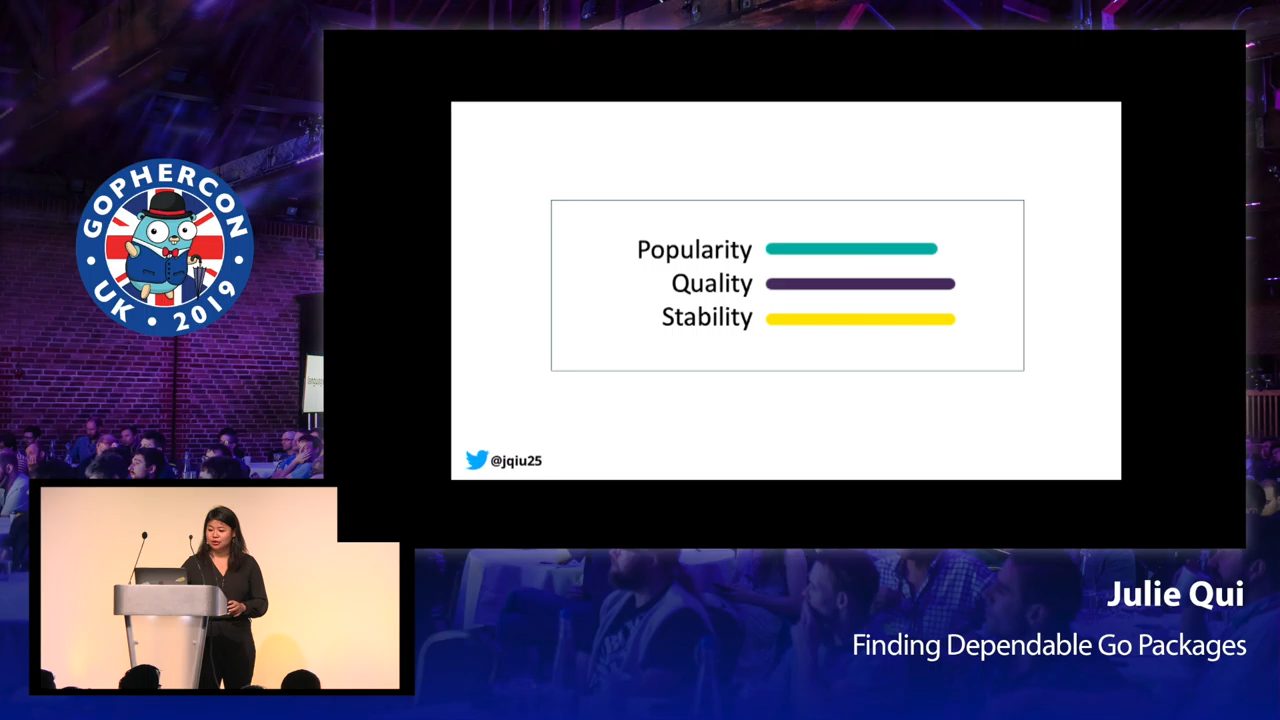 GOPHERCON
UK • 2019
Popularity
Quality
Stability
@jqiu25
Julie Qui
Finding Dependable Go Packages